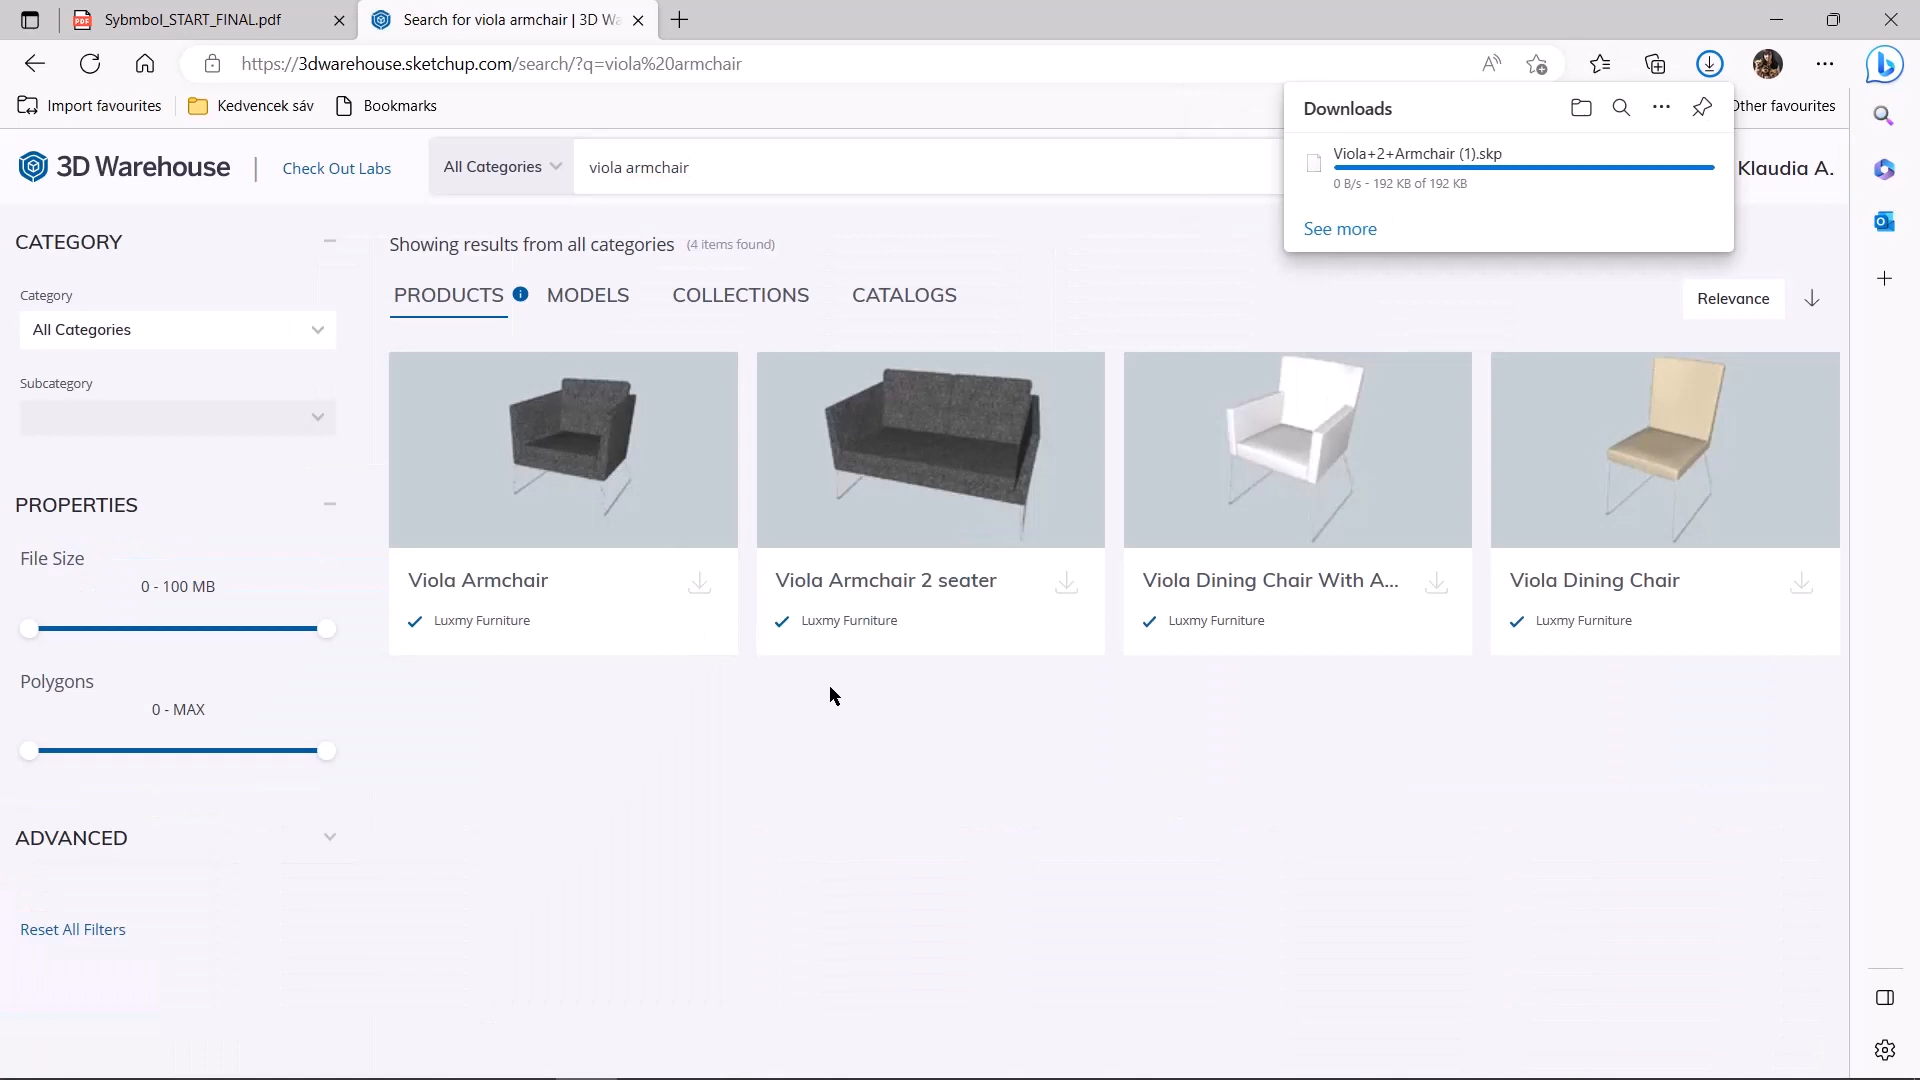 Sybmbol_START_FINAL.pdf
Search for viola armchair | 3D Wa
https://3dwarehouse.sketchup.com/search/?q=viola%20armchair
Import favourites
Kedvencek sáv
Bookmarks
Other favourites
Downloads
Viola+2+Armchair (1).skp
0 B/s - 192 KB of 192 KB
See more
3D Warehouse
Check Out Labs
All Categories
viola armchair
Klaudia A.
CATEGORY
Category
All Categories
Subcategory
PROPERTIES
File Size
0 - 100 MB
Polygons
0 - MAX
ADVANCED
Reset All Filters
Showing results from all categories (4 items found)
PRODUCTS MODELS COLLECTIONS CATALOGS
Relevance
Viola Armchair
Luxmy Furniture
Viola Armchair 2 seater
Luxmy Furniture
Viola Dining Chair With A...
Luxmy Furniture
Viola Dining Chair
Luxmy Furniture